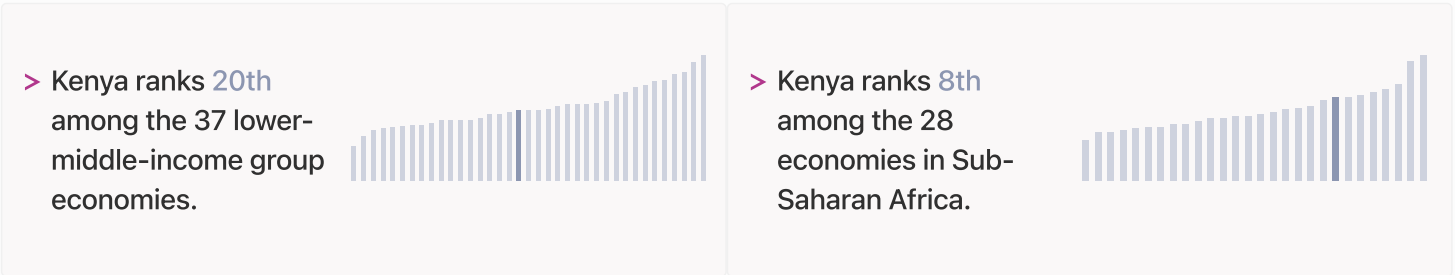 > Kenya ranks 20th
among the 37 lower-
middle-income group
economies.
> Kenya ranks 8th
among the 28
economies in Sub-
Saharan Africa.